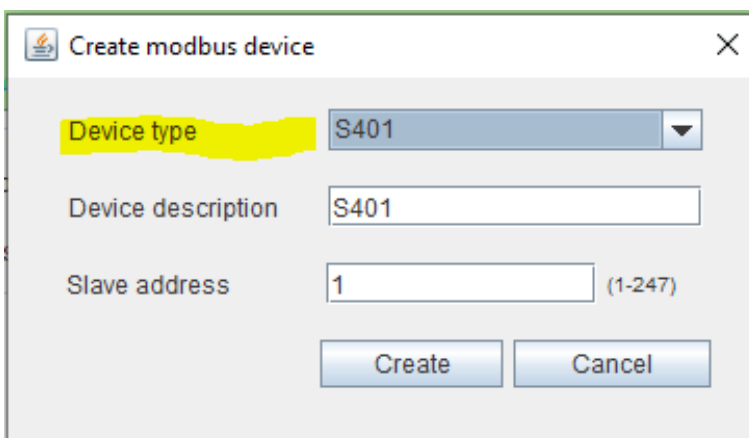 Create modbus device
Device type S401
Device description S401
Slave address 1 (1-247)
Create Cancel